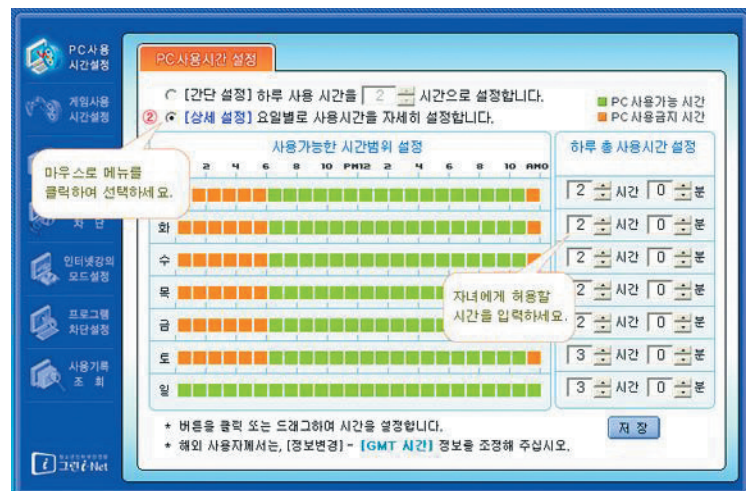 PC사용
시간설정
게임사용
시간설정
차 단
인터넷강의
모드설정
프로그램
차단설정
사용기록
조 회
그린 i-Net
PC사용시간 설정
[간단 설정] 하루 사용 시간을 2 시간으로 설정합니다.
② [상세 설정] 요일별로 사용시간을 자세히 설정합니다.
PC 사용가능 시간
PC 사용금지 시간
사용가능한 시간범위 설정
하루 총 사용시간 설정
2 4 6 8 10 PM12 2 4 6 8 10 AM0
마우스로 메뉴를
클릭하여 선택하세요.
2 시간 0 분
화 2 시간 0 분
수 2 시간 0 분
목 2 시간 0 분
금 2 시간 0 분
토 3 시간 0 분
일 3 시간 0 분
자녀에게 허용할
시간을 입력하세요.
* 버튼을 클릭 또는 드래그하여 시간을 설정합니다.
* 해외 사용자께서는, [정보변경] - [GMT 시간] 정보를 조정해 주십시오.
저 장